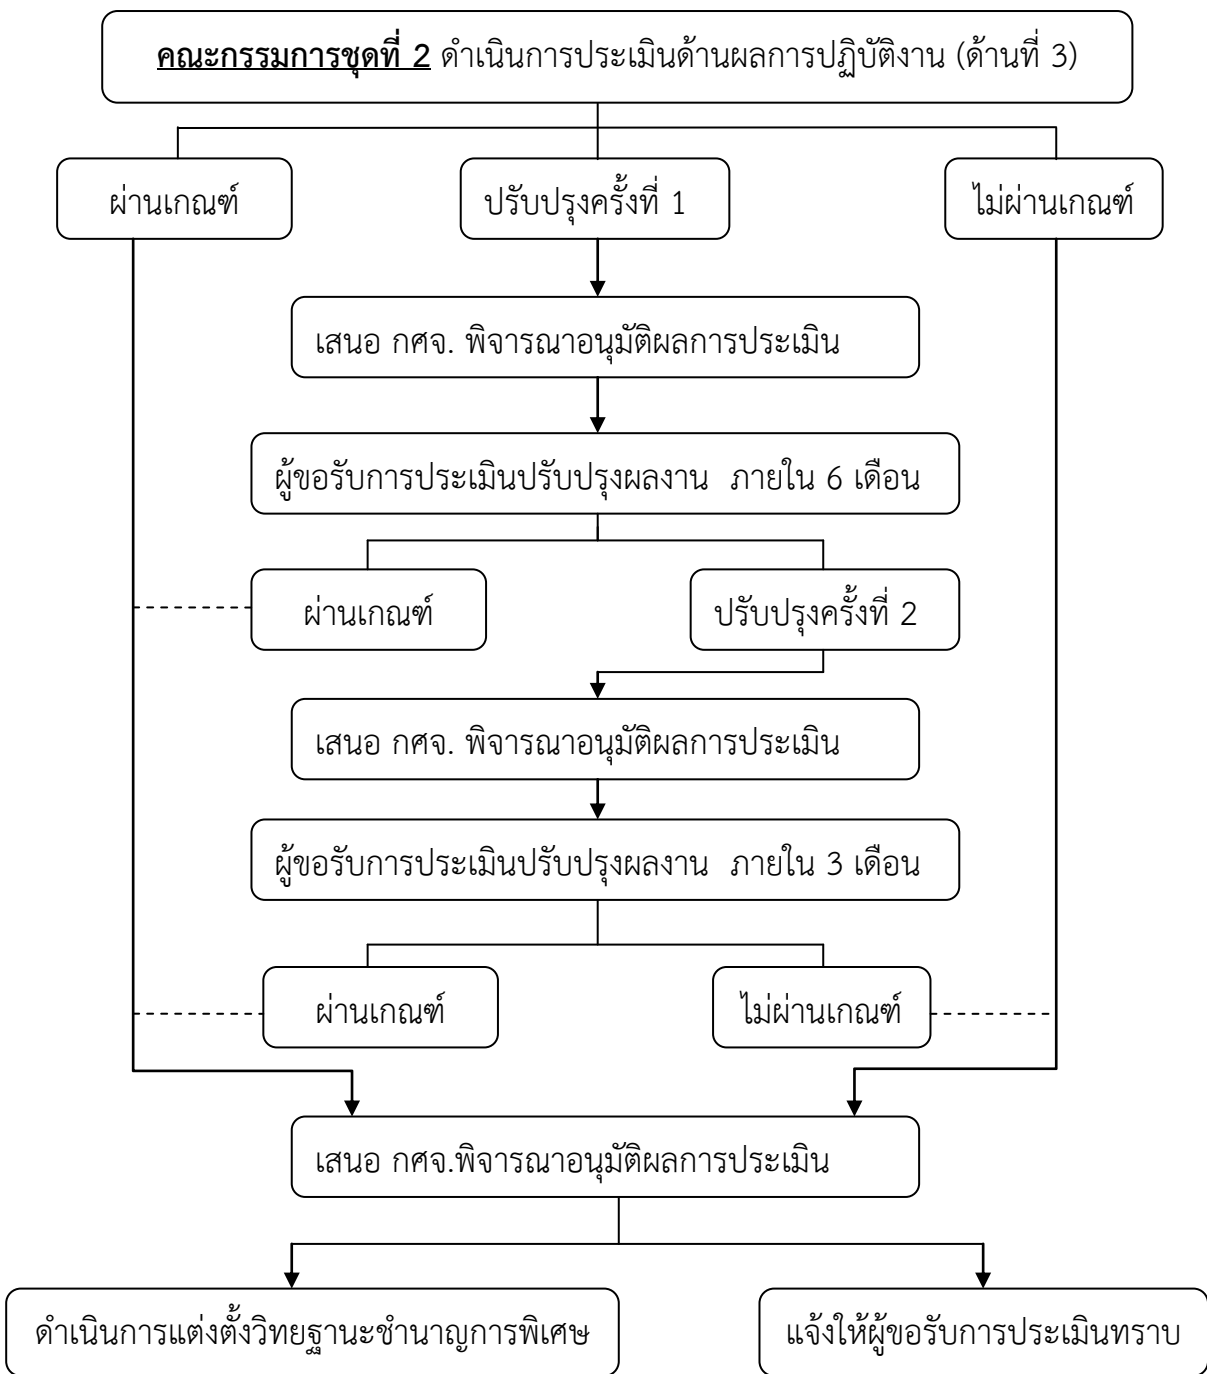 คณะกรรมการชุดที่ 2 ดำเนินการประเมินด้านผลการปฏิบัติงาน (ด้านที่ 3)
ผ่านเกณฑ์
ปรับปรุงครั้งที่ 1
ไม่ผ่านเกณฑ์
เสนอ กศจ. พิจารณาอนุมัติผลการประเมิน
ผู้ขอรับการประเมินปรับปรุงผลงาน ภายใน 6 เดือน
ผ่านเกณฑ์
ปรับปรุงครั้งที่ 2
เสนอ กศจ. พิจารณาอนุมัติผลการประเมิน
ผู้ขอรับการประเมินปรับปรุงผลงาน ภายใน 3 เดือน
ผ่านเกณฑ์
ไม่ผ่านเกณฑ์
เสนอ กศจ.พิจารณาอนุมัติผลการประเมิน
ดำเนินการแต่งตั้งวิทยฐานะชำนาญการพิเศษ
แจ้งให้ผู้ขอรับการประเมินทราบ